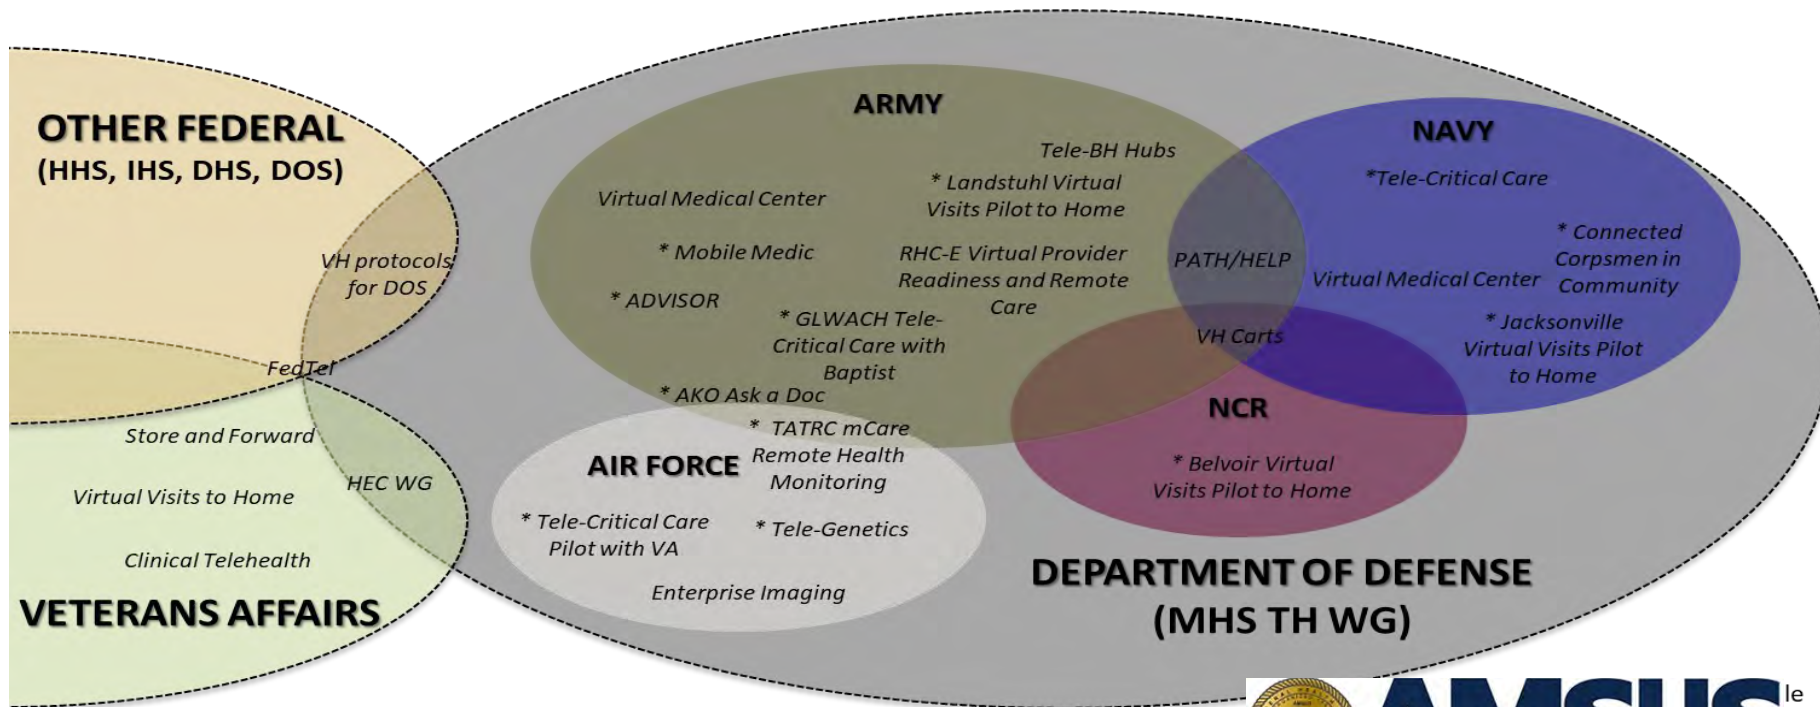 OTHER FEDERAL
(HHS, IHS, DHS, DOS)
VH protocols
for DOS
FedTel
Store and Forward
Virtual Visits to Home
HEC WG
Clinical Telehealth
VETERANS AFFAIRS
ARMY
Tele-BH Hubs
Virtual Medical Center
* Landstuhl Virtual
Visits Pilot to Home
* Mobile Medic
RHC-E Virtual Provider
Readiness and Remote
Care
* ADVISOR
* GLWACH Tele-
Critical Care with
Baptist
* AKO Ask a Doc
* TATRC mCare
Remote Health
Monitoring
AIR FORCE
* Tele-Critical Care
Pilot with VA
* Tele-Genetics
Enterprise Imaging
PATH/HELP
VH Carts
NAVY
*Tele-Critical Care
* Connected
Corpsmen in
Community
Virtual Medical Center
* Jacksonville
Virtual Visits Pilot
to Home
NCR
* Belvoir Virtual
Visits Pilot to Home
DEPARTMENT OF DEFENSE
(MHS TH WG)
AMSUS
le